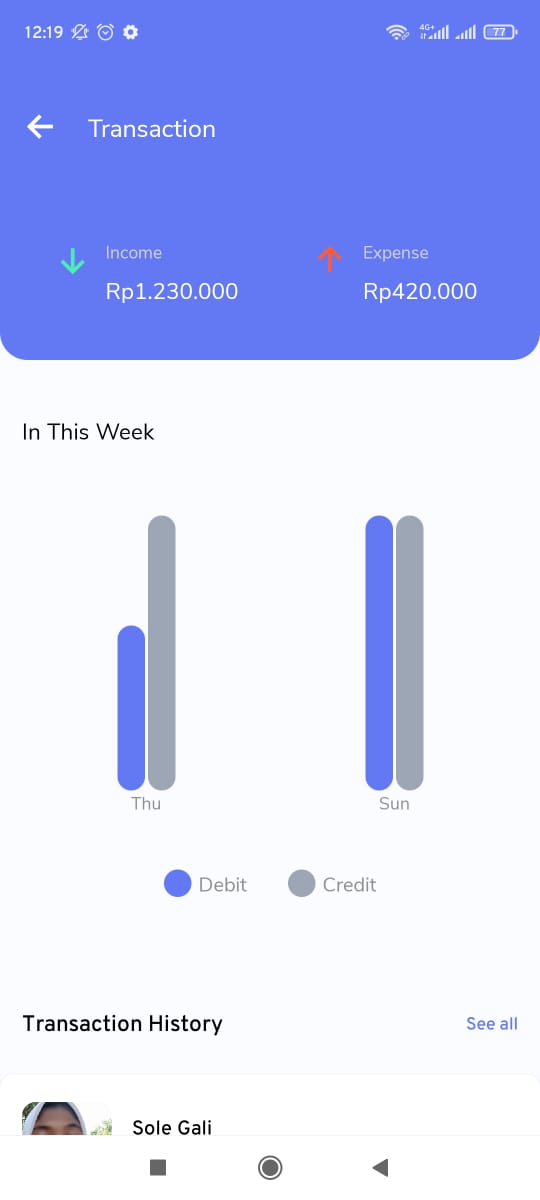 12:19
4G+
77
Transaction
Income
Expense
Rp1.230.000
Rp420.000
In This Week
Thu
Sun
Debit
Credit
Transaction History
See all
Sole Gali